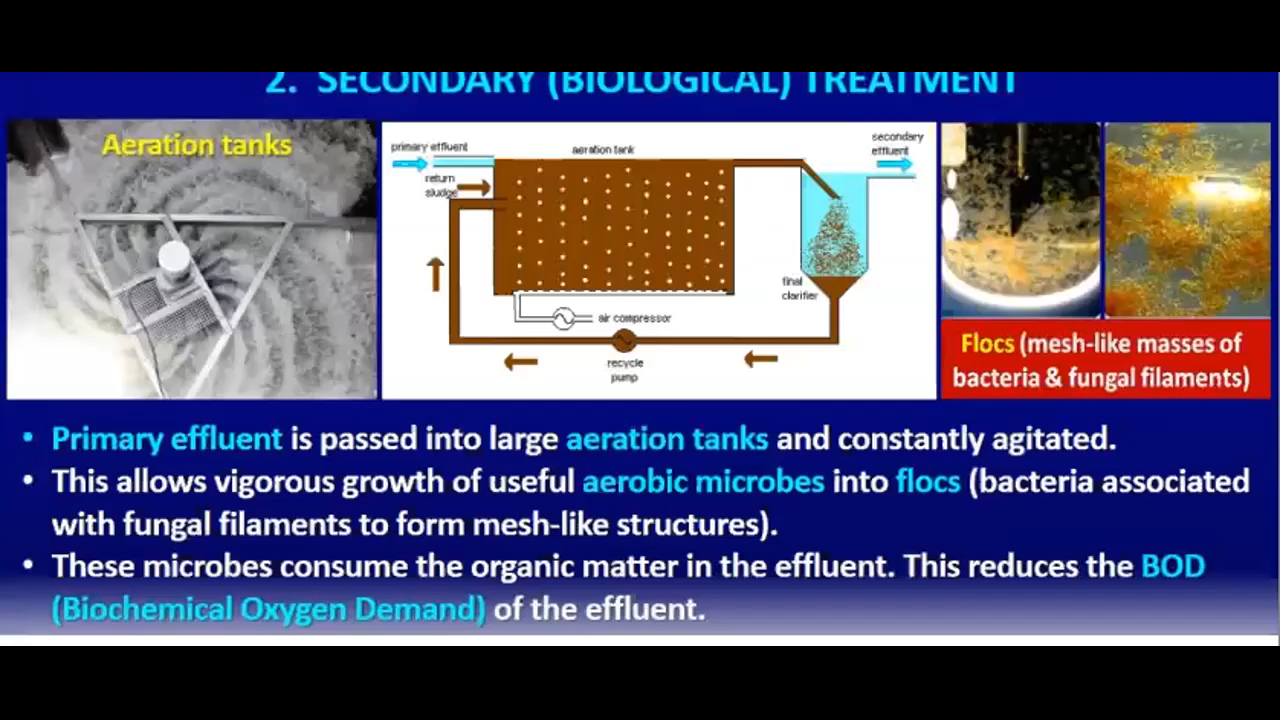 2. SECONDARY (BIOLOGICAL) TREATMENT
Aeration tanks
primary effluent
aeration tank
secondary
effluent
return
sludge
final
clarifier
air compressor
recycle
pump
Flocs (mesh-like masses of
bacteria & fungal filaments)
• Primary effluent is passed into large aeration tanks and constantly agitated.
• This allows vigorous growth of useful aerobic microbes into flocs (bacteria associated
with fungal filaments to form mesh-like structures).
• These microbes consume the organic matter in the effluent. This reduces the BOD
(Biochemical Oxygen Demand) of the effluent.